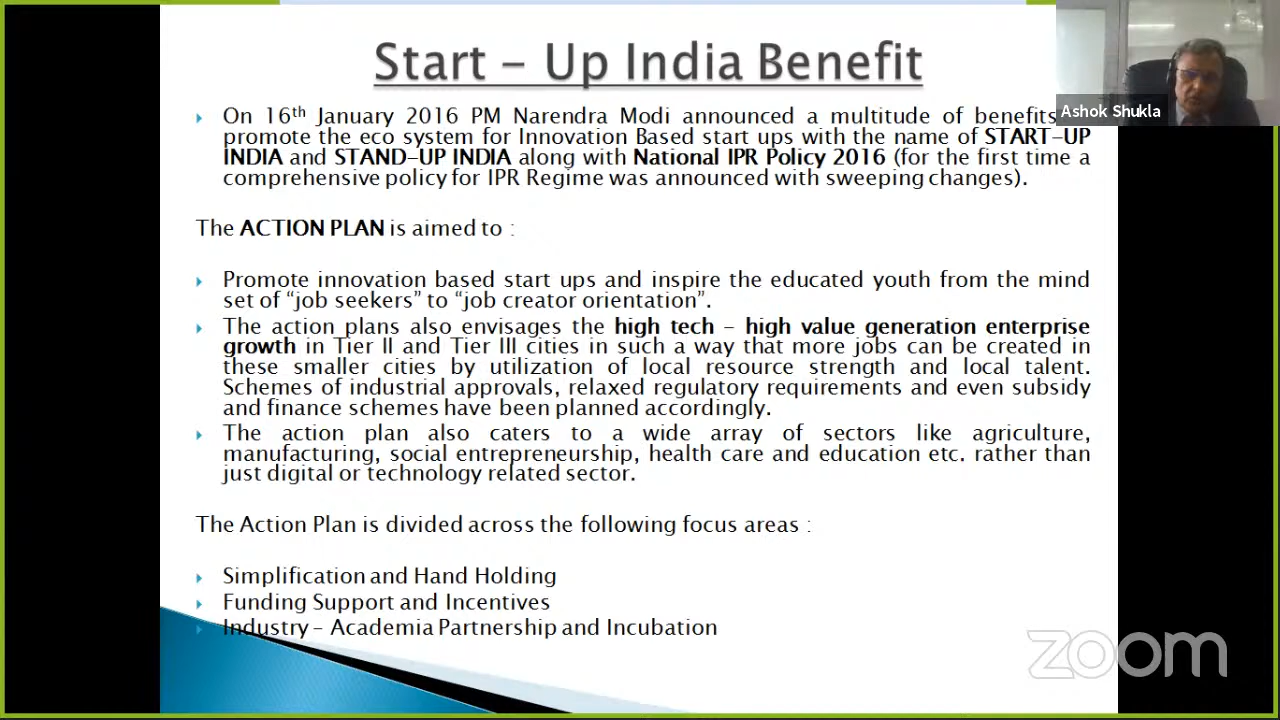 Start – Up India Benefit
On 16th January 2016 PM Narendra Modi announced a multitude of benefits
promote the eco system for Innovation Based start ups with the name of START-UP
INDIA and STAND-UP INDIA along with National IPR Policy 2016 (for the first time a
comprehensive policy for IPR Regime was announced with sweeping changes).
Ashok Shukla
The ACTION PLAN is aimed to :
Promote innovation based start ups and inspire the educated youth from the mind
set of “job seekers” to “job creator orientation”.
The action plans also envisages the high tech – high value generation enterprise
growth in Tier II and Tier III cities in such a way that more jobs can be created in
these smaller cities by utilization of local resource strength and local talent.
Schemes of industrial approvals, relaxed regulatory requirements and even subsidy
and finance schemes have been planned accordingly.
The action plan also caters to a wide array of sectors like agriculture,
manufacturing, social entrepreneurship, health care and education etc. rather than
just digital or technology related sector.
The Action Plan is divided across the following focus areas :
Simplification and Hand Holding
Funding Support and Incentives
Industry – Academia Partnership and Incubation
zoom